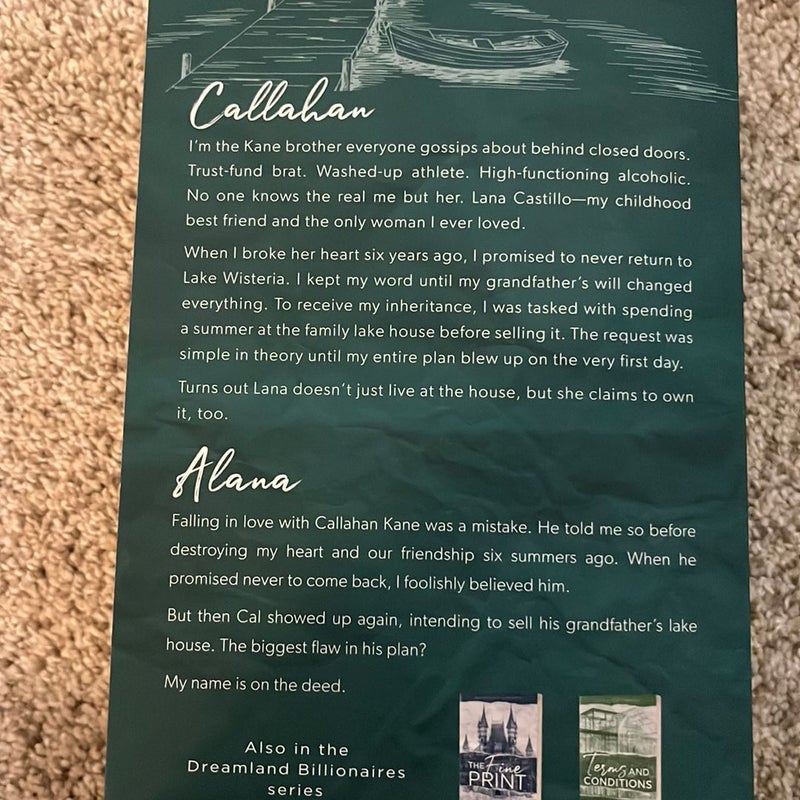 Callahan
I'm the Kane brother everyone gossips about behind closed doors.
Trust-fund brat. Washed-up athlete. High-functioning alcoholic.
No one knows the real me but her. Lana Castillo—my childhood
best friend and the only woman I ever loved.
When I broke her heart six years ago, I promised to never return to
Lake Wisteria. I kept my word until my grandfather's will changed
everything. To receive my inheritance, I was tasked with spending
a summer at the family lake house before selling it. The request was
simple in theory until my entire plan blew up on the very first day.
Turns out Lana doesn't just live at the house, but she claims to own
it, too.
Alana
Falling in love with Callahan Kane was a mistake. He told me so before
destroying my heart and our friendship six summers ago. When he
promised never to come back, I foolishly believed him.
But then Cal showed up again, intending to sell his grandfather's lake
house. The biggest flaw in his plan?
My name is on the deed.
Also in the
Dreamland Billionaires
series
THE Fine
PRINT
Terms AND
CONDITIONS